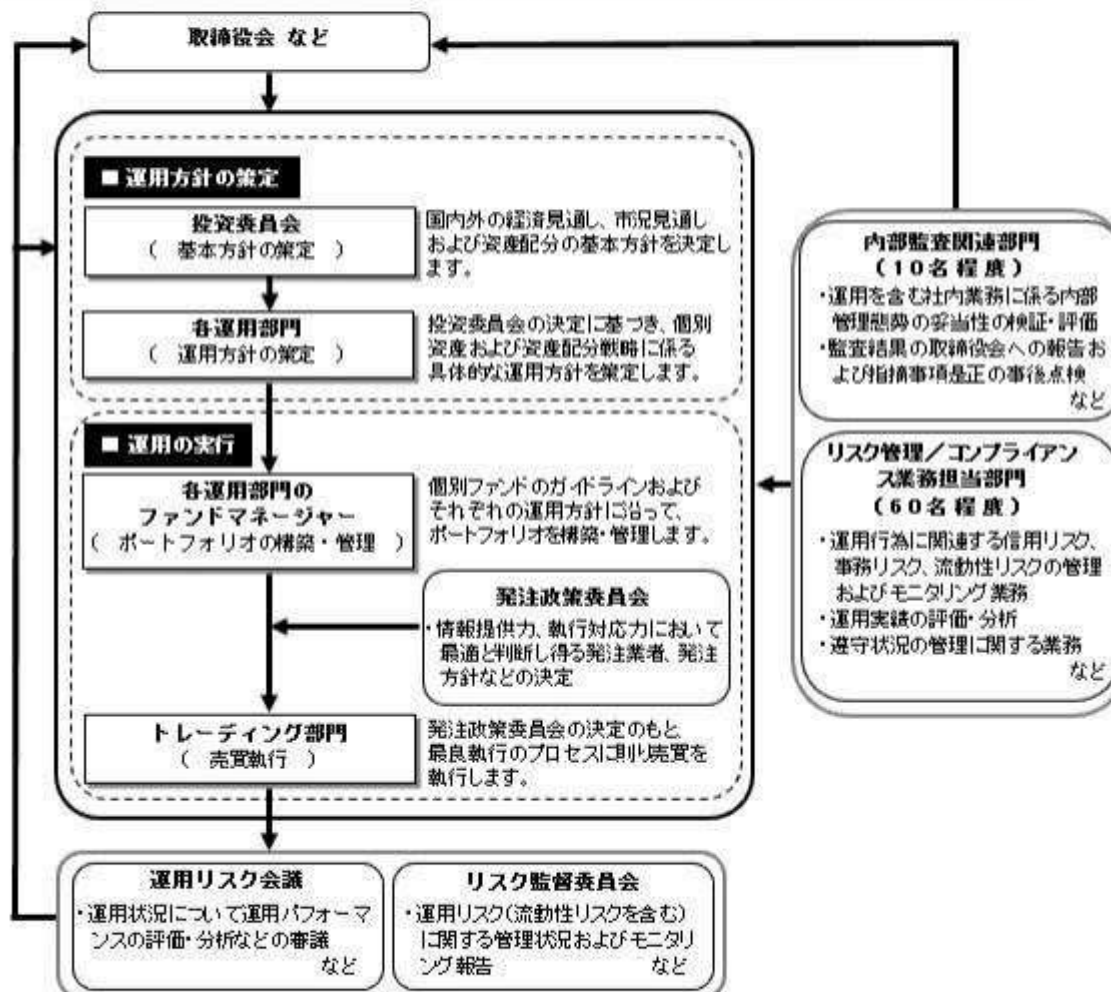 取締役会 など
■ 運用方針の策定
投資委員会
( 基本方針の策定 )
国内外の経済見通し、市況見通し
および資産配分の基本方針を決定し
ます。
各運用部門
( 運用方針の策定 )
投資委員会の決定に基づき、個別
資産および資産配分戦略に係る
具体的な運用方針を策定します。
■ 運用の実行
各運用部門の
ファンドマネージャー
( ポートフォリオの構築・管理 )
個別ファンドのガイドラインおよび
それぞれの運用方針に沿って、
ポートフォリオを構築・管理します。
発注政策委員会
・情報提供力、執行対応力において
最適と判断し得る発注業者、発注
方針などの決定
トレーディング部門
( 売買執行 )
発注政策委員会の決定のもと
最良執行のプロセスに則り売買を
執行します。
内部監査関連部門
(10名程度)
・運用を含む社内業務に係る内部
管理態勢の妥当性の検証・評価
・監査結果の取締役会への報告お
よび指摘事項是正の事後点検
など
リスク管理/コンプライアン
ス業務担当部門
(60名程度)
・運用行為に関連する信用リスク、
事務リスク、流動性リスクの管理
およびモニタリング業務
・運用実績の評価・分析
・遵守状況の管理に関する業務
など
運用リスク会議
・運用状況について運用パフォーマ
ンスの評価・分析などの審議
など
リスク監督委員会
・運用リスク(流動性リスクを含む)
に関する管理状況およびモニタリ
ング報告 など